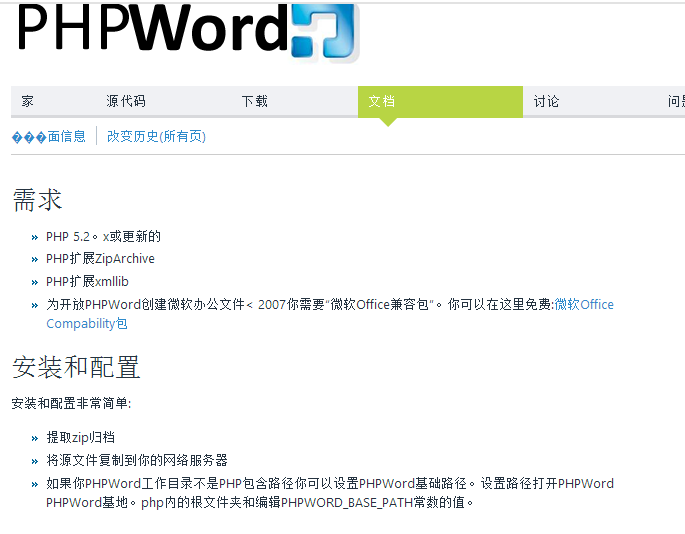 PHPWord
家 源代码 下载 文档 讨论
���面信息 改变历史(所有页)
需求
» PHP 5.2。x或更新的
» PHP扩展ZipArchive
» PHP扩展xmllib
» 为开放PHPWord创建微软办公文件< 2007你需要“微软Office兼容包”。你可以在这里免费:微软Office
Compability包
安装和配置
安装和配置非常简单:
» 提取zip归档
» 将源文件复制到你的网络服务器
» 如果你PHPWord工作目录不是PHP包含路径你可以设置PHPWord基础路径。设置路径打开PHPWord
PHPWord基地。php内的根文件夹和编辑PHPWORD_BASE_PATH常数的值。